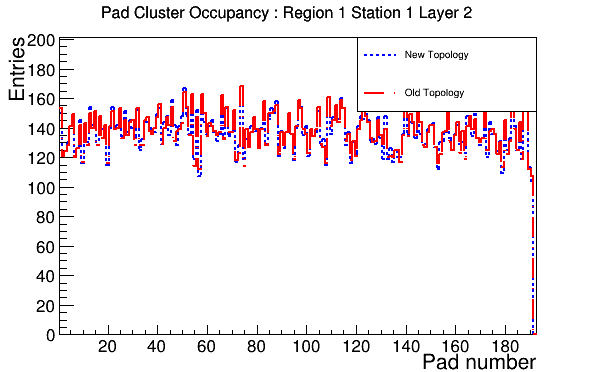 Pad Cluster Occupancy : Region 1 Station 1 Layer 2
Entries
200
180
160
140
120
100
80
60
40
20
0
New Topology
Old Topology
20 40 60 80 100 120 140 160 180
Pad number